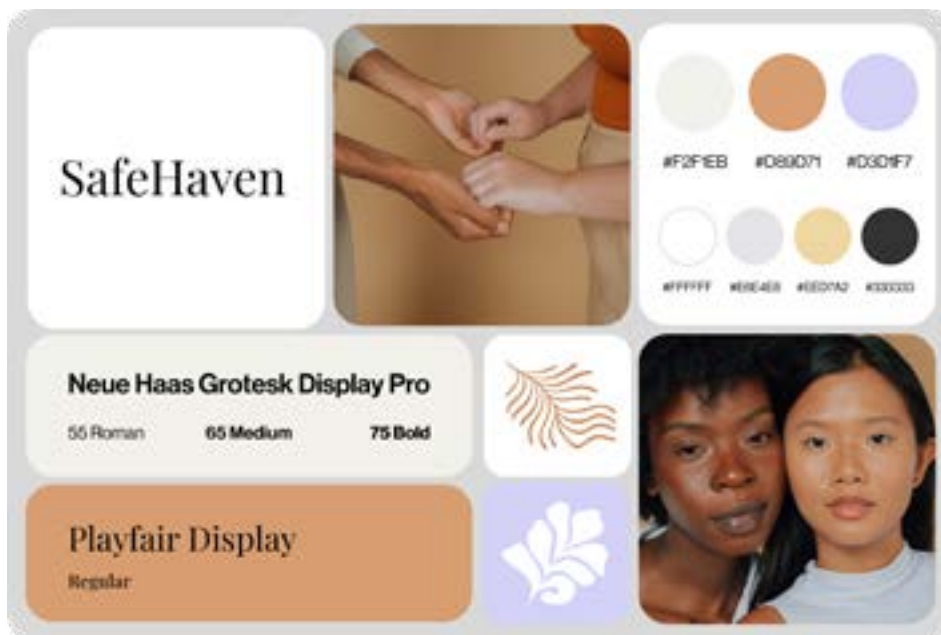 SafeHaven
#F2F1EB #D89D71 #D3D1F7
#FFFFFF #333333
Neue Haas Grotesk Display Pro
55 Roman 65 Medium 75 Bold
Playfair Display
Regular